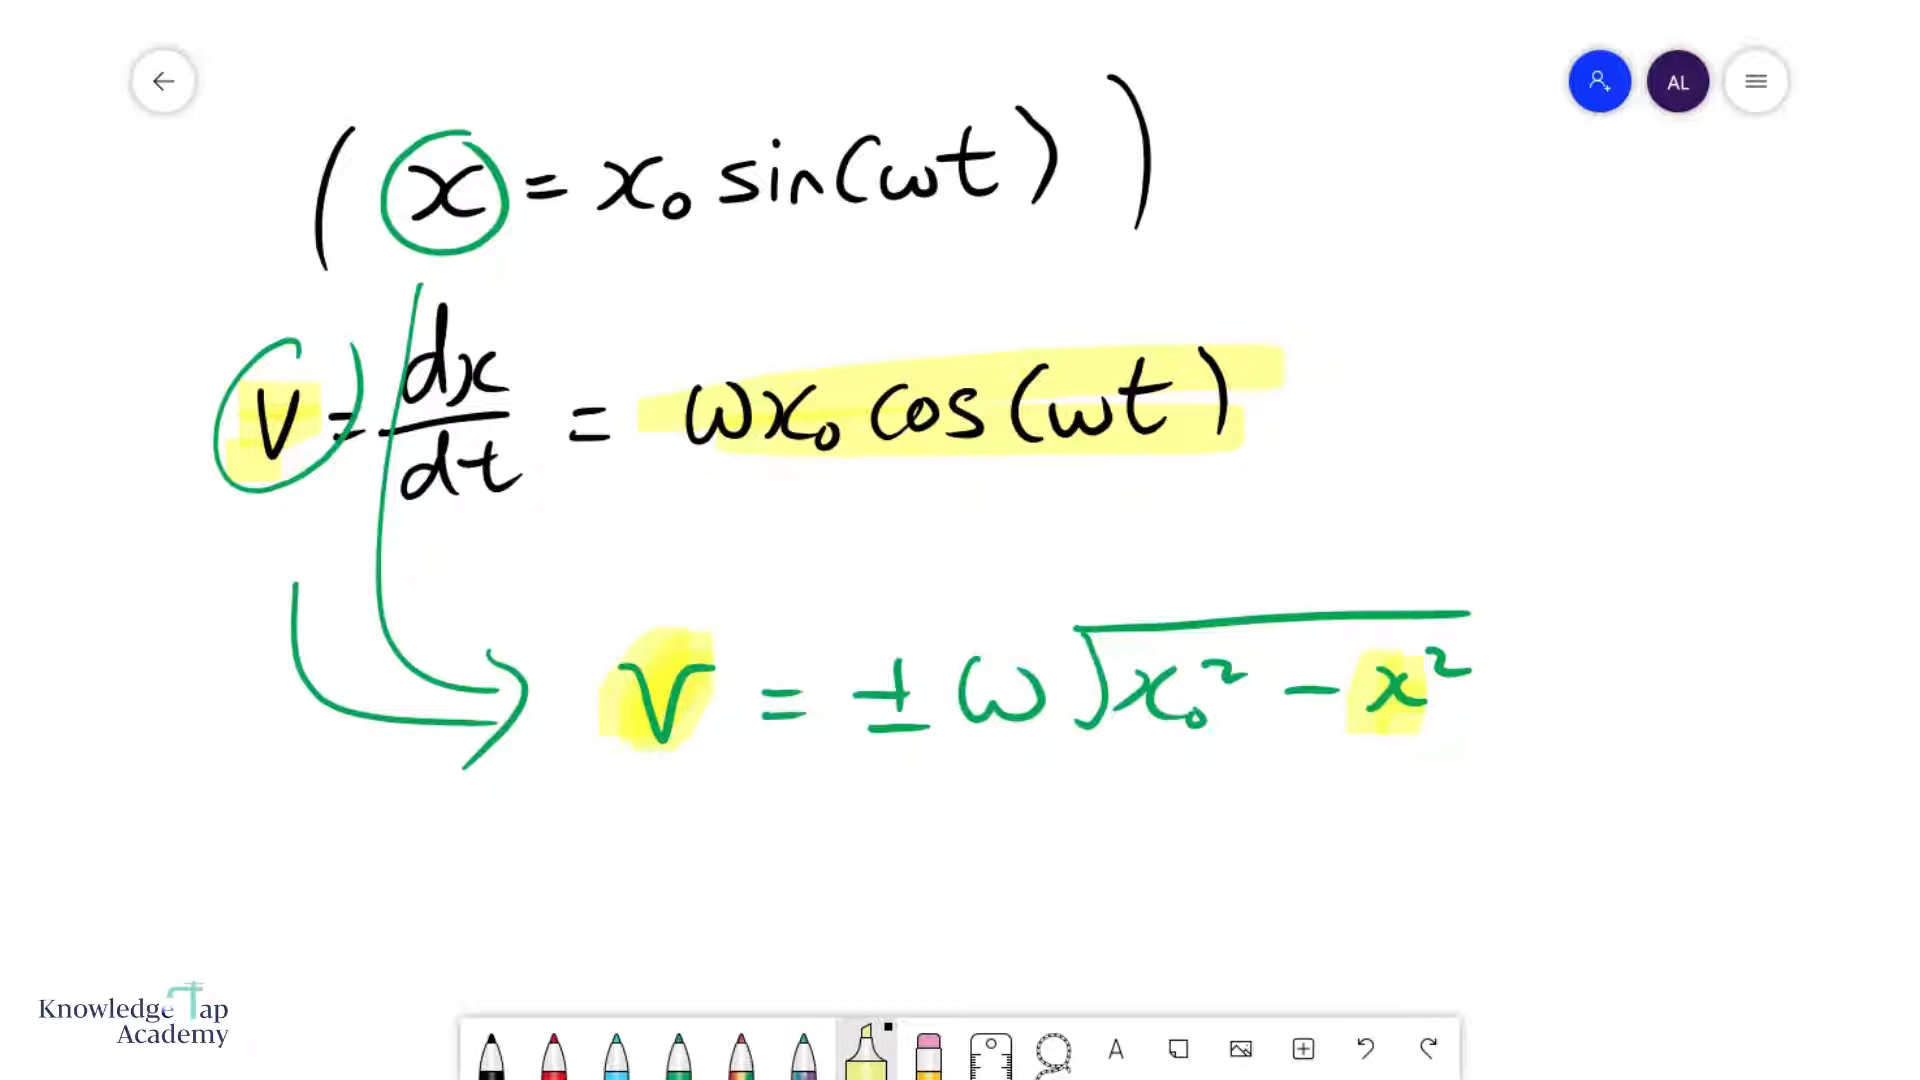 AL
( x = x₀ sin(ωt) )
v = dx/dt = ωx₀ cos(ωt)
v = ± ω√(x₀² − x²)
Knowledge Tap
Academy
A